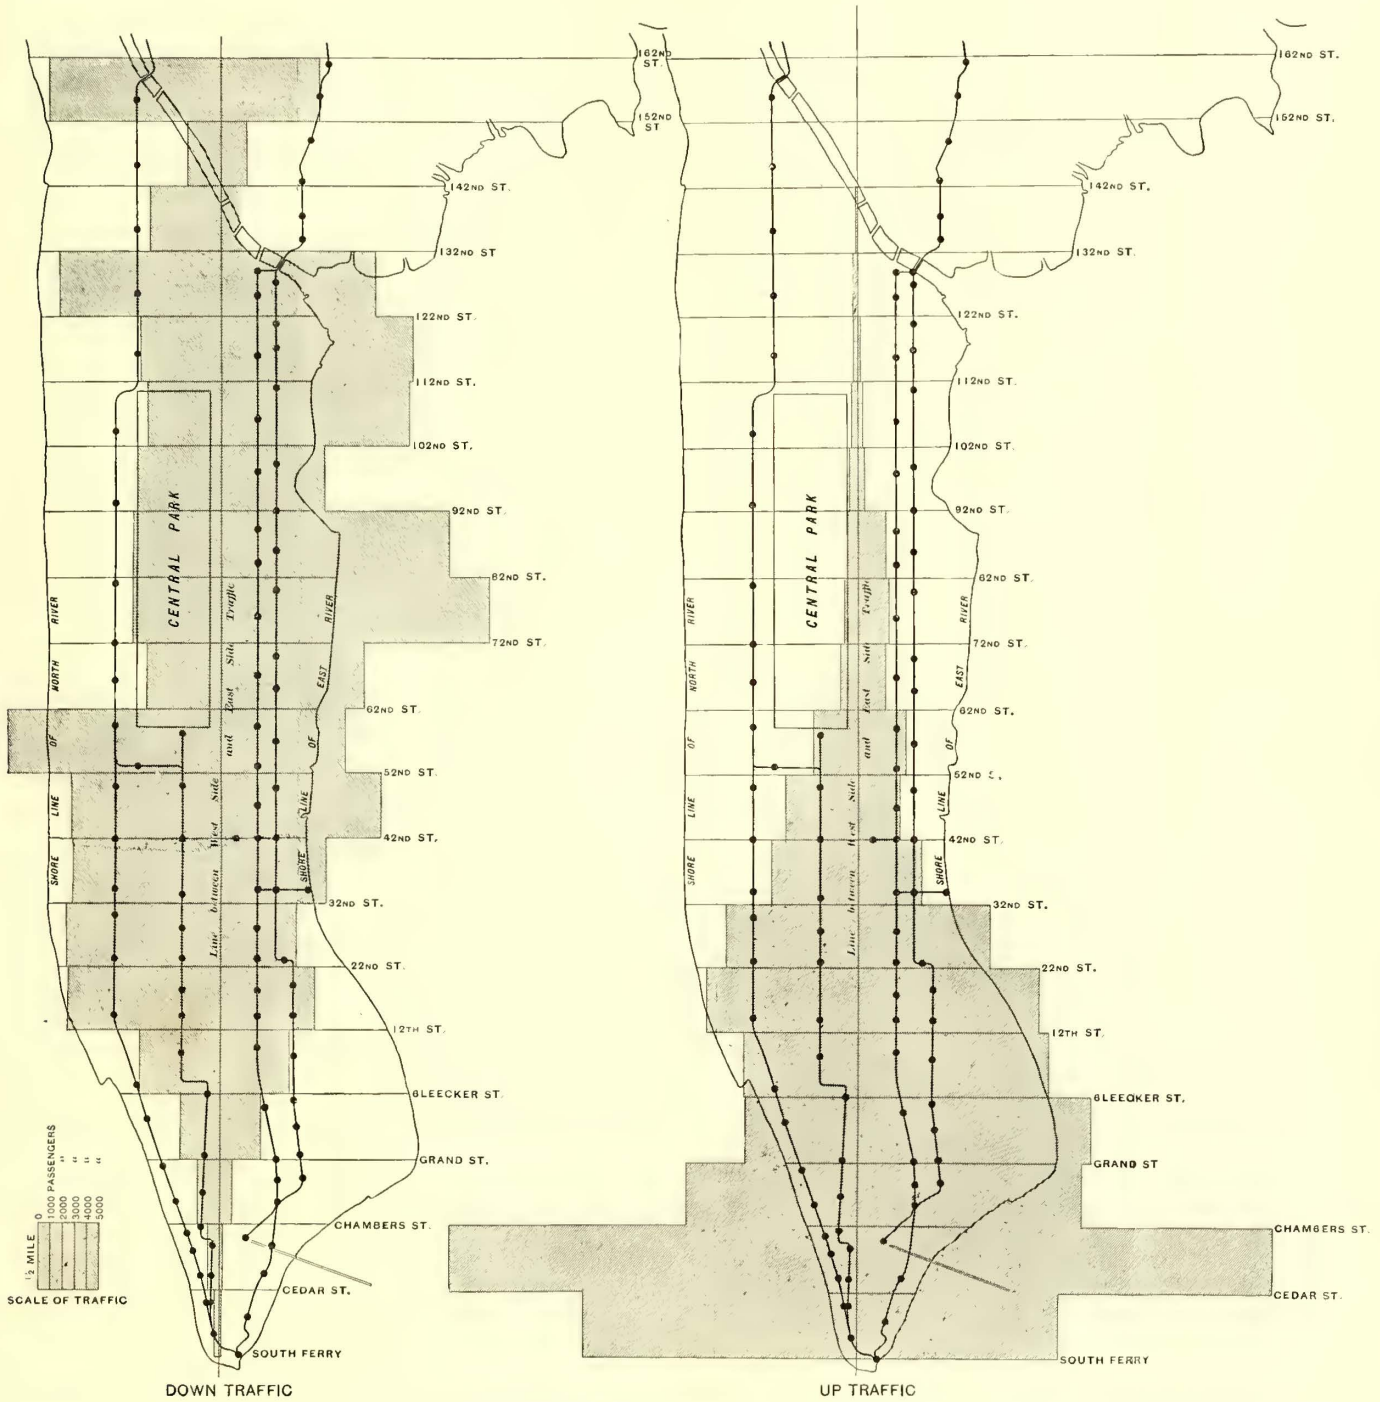 162ND
ST.
162ND ST.
152ND
ST
152ND ST.
142ND ST.
142ND ST.
132ND ST
132ND ST.
122ND ST.
122ND ST.
112TH ST.
112TH ST.
102ND ST.
102ND ST.
92ND ST.
92ND ST.
82ND ST.
62ND ST.
72ND ST.
72ND ST.
62ND ST.
62ND ST.
52ND ST.
52ND
42ND ST.
42ND ST.
32ND ST.
32ND ST.
22ND ST.
22ND ST.
12TH ST.
12TH ST.
BLEECKER ST.
BLEECKER ST.
GRAND ST.
GRAND ST
CHAMBERS ST.
CHAMBERS ST.
CEDAR ST.
CEDAR ST.
SOUTH FERRY
SOUTH FERRY
CENTRAL PARK
CENTRAL PARK
SHORE LINE OF NORTH RIVER
SHORE LINE OF NORTH RIVER
SHORE LINE OF EAST RIVER
SHORE LINE OF EAST RIVER
Line between West Side and East Side Traffic
Line between West Side and East Side Traffic
0
1000 PASSENGERS
2000 "
3000 "
4000 "
5000 "
1/2 MILE
SCALE OF TRAFFIC
DOWN TRAFFIC
UP TRAFFIC